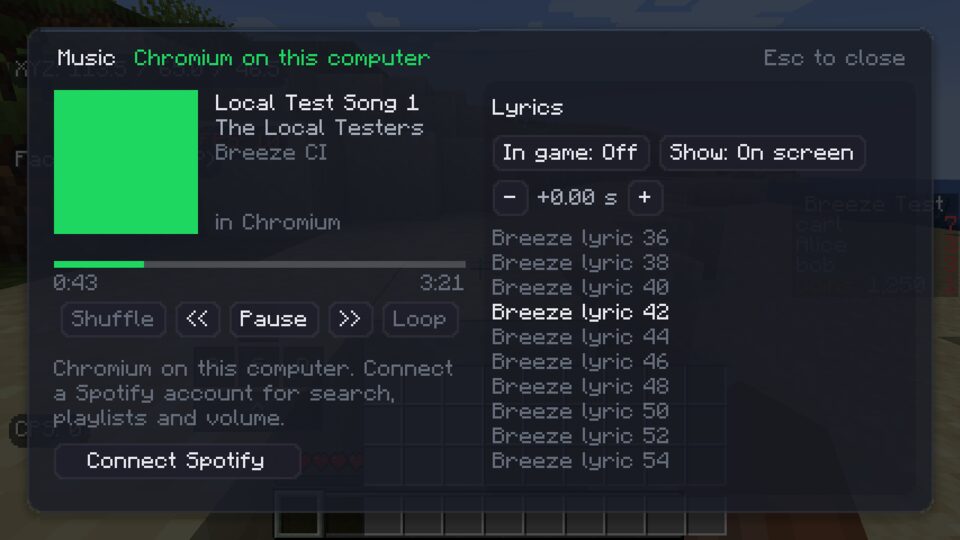 Music Chromium on this computer
Esc to close
Local Test Song 1
The Local Testers
Breeze CI
in Chromium
0:43
3:21
Shuffle << Pause >> Loop
Chromium on this computer. Connect
a Spotify account for search,
playlists and volume.
Connect Spotify
Lyrics
In game: Off Show: On screen
- +0.00 s +
Breeze lyric 36
Breeze lyric 38
Breeze lyric 40
Breeze lyric 42
Breeze lyric 44
Breeze lyric 46
Breeze lyric 48
Breeze lyric 50
Breeze lyric 52
Breeze lyric 54
Breeze Test
carl
Alice
bob